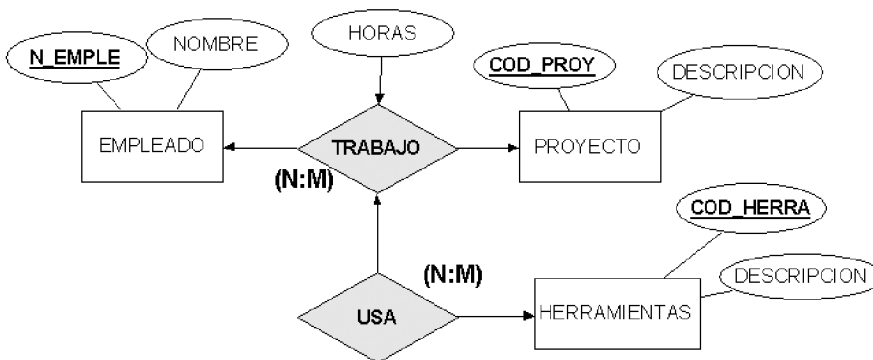 HORAS
NOMBRE
N_EMPLE
COD_PROY
DESCRIPCION
EMPLEADO
TRABAJO
PROYECTO
(N:M)
COD_HERRA
(N:M)
DESCRIPCION
USA
HERRAMIENTAS